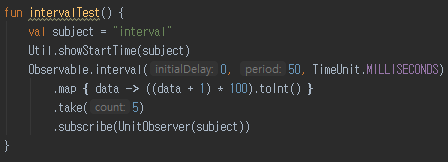 fun intervalTest() {
    val subject = "interval"
    Util.showStartTime(subject)
    Observable.interval( initialDelay: 0, period: 50, TimeUnit.MILLISECONDS)
        .map { data -> ((data + 1) * 100).toInt() }
        .take( count: 5)
        .subscribe(UnitObserver(subject))
}